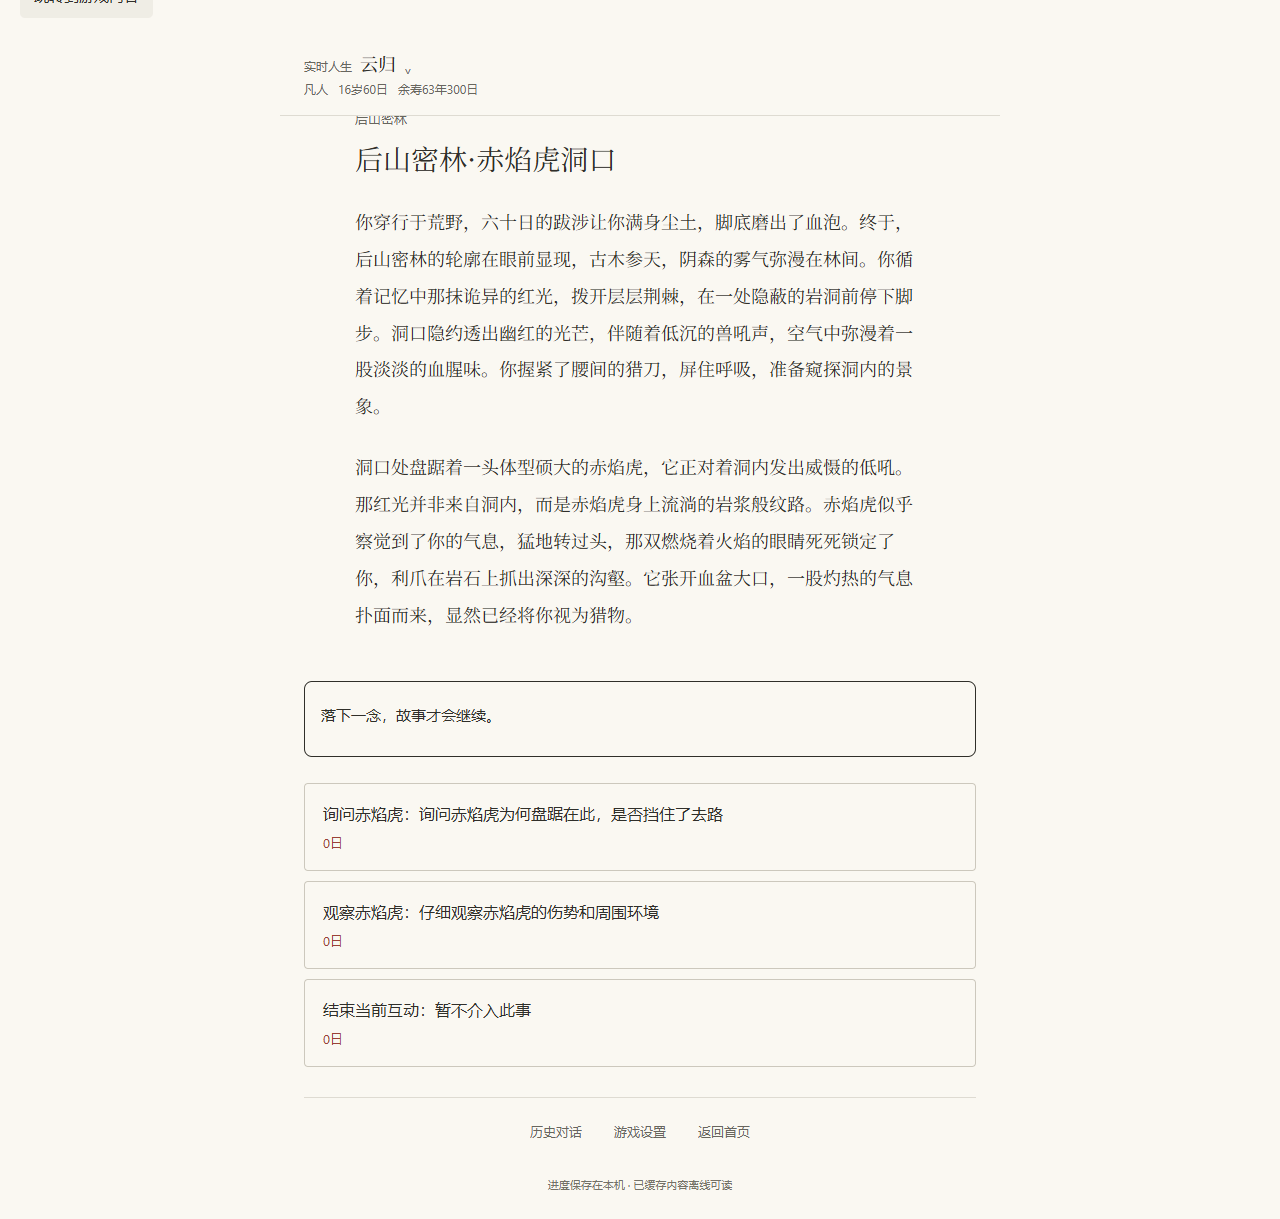 实时人生 云归 v
凡人 16岁60日 余寿63年300日
后山密林
后山密林·赤焰虎洞口
你穿行于荒野，六十日的跋涉让你满身尘土，脚底磨出了血泡。终于，
后山密林的轮廓在眼前显现，古木参天，阴森的雾气弥漫在林间。你循
着记忆中那抹诡异的红光，拨开层层荆棘，在一处隐蔽的岩洞前停下脚
步。洞口隐约透出幽红的光芒，伴随着低沉的兽吼声，空气中弥漫着一
股淡淡的血腥味。你握紧了腰间的猎刀，屏住呼吸，准备窥探洞内的景
象。
洞口处盘踞着一头体型硕大的赤焰虎，它正对着洞内发出威慑的低吼。
那红光并非来自洞内，而是赤焰虎身上流淌的岩浆般纹路。赤焰虎似乎
察觉到了你的气息，猛地转过头，那双燃烧着火焰的眼睛死死锁定了
你，利爪在岩石上抓出深深的沟壑。它张开血盆大口，一股灼热的气息
扑面而来，显然已经将你视为猎物。
落下一念，故事才会继续。
询问赤焰虎：询问赤焰虎为何盘踞在此，是否挡住了去路
0日
观察赤焰虎：仔细观察赤焰虎的伤势和周围环境
0日
结束当前互动：暂不介入此事
0日
历史对话 游戏设置 返回首页
进度保存在本机 · 已缓存内容离线可读